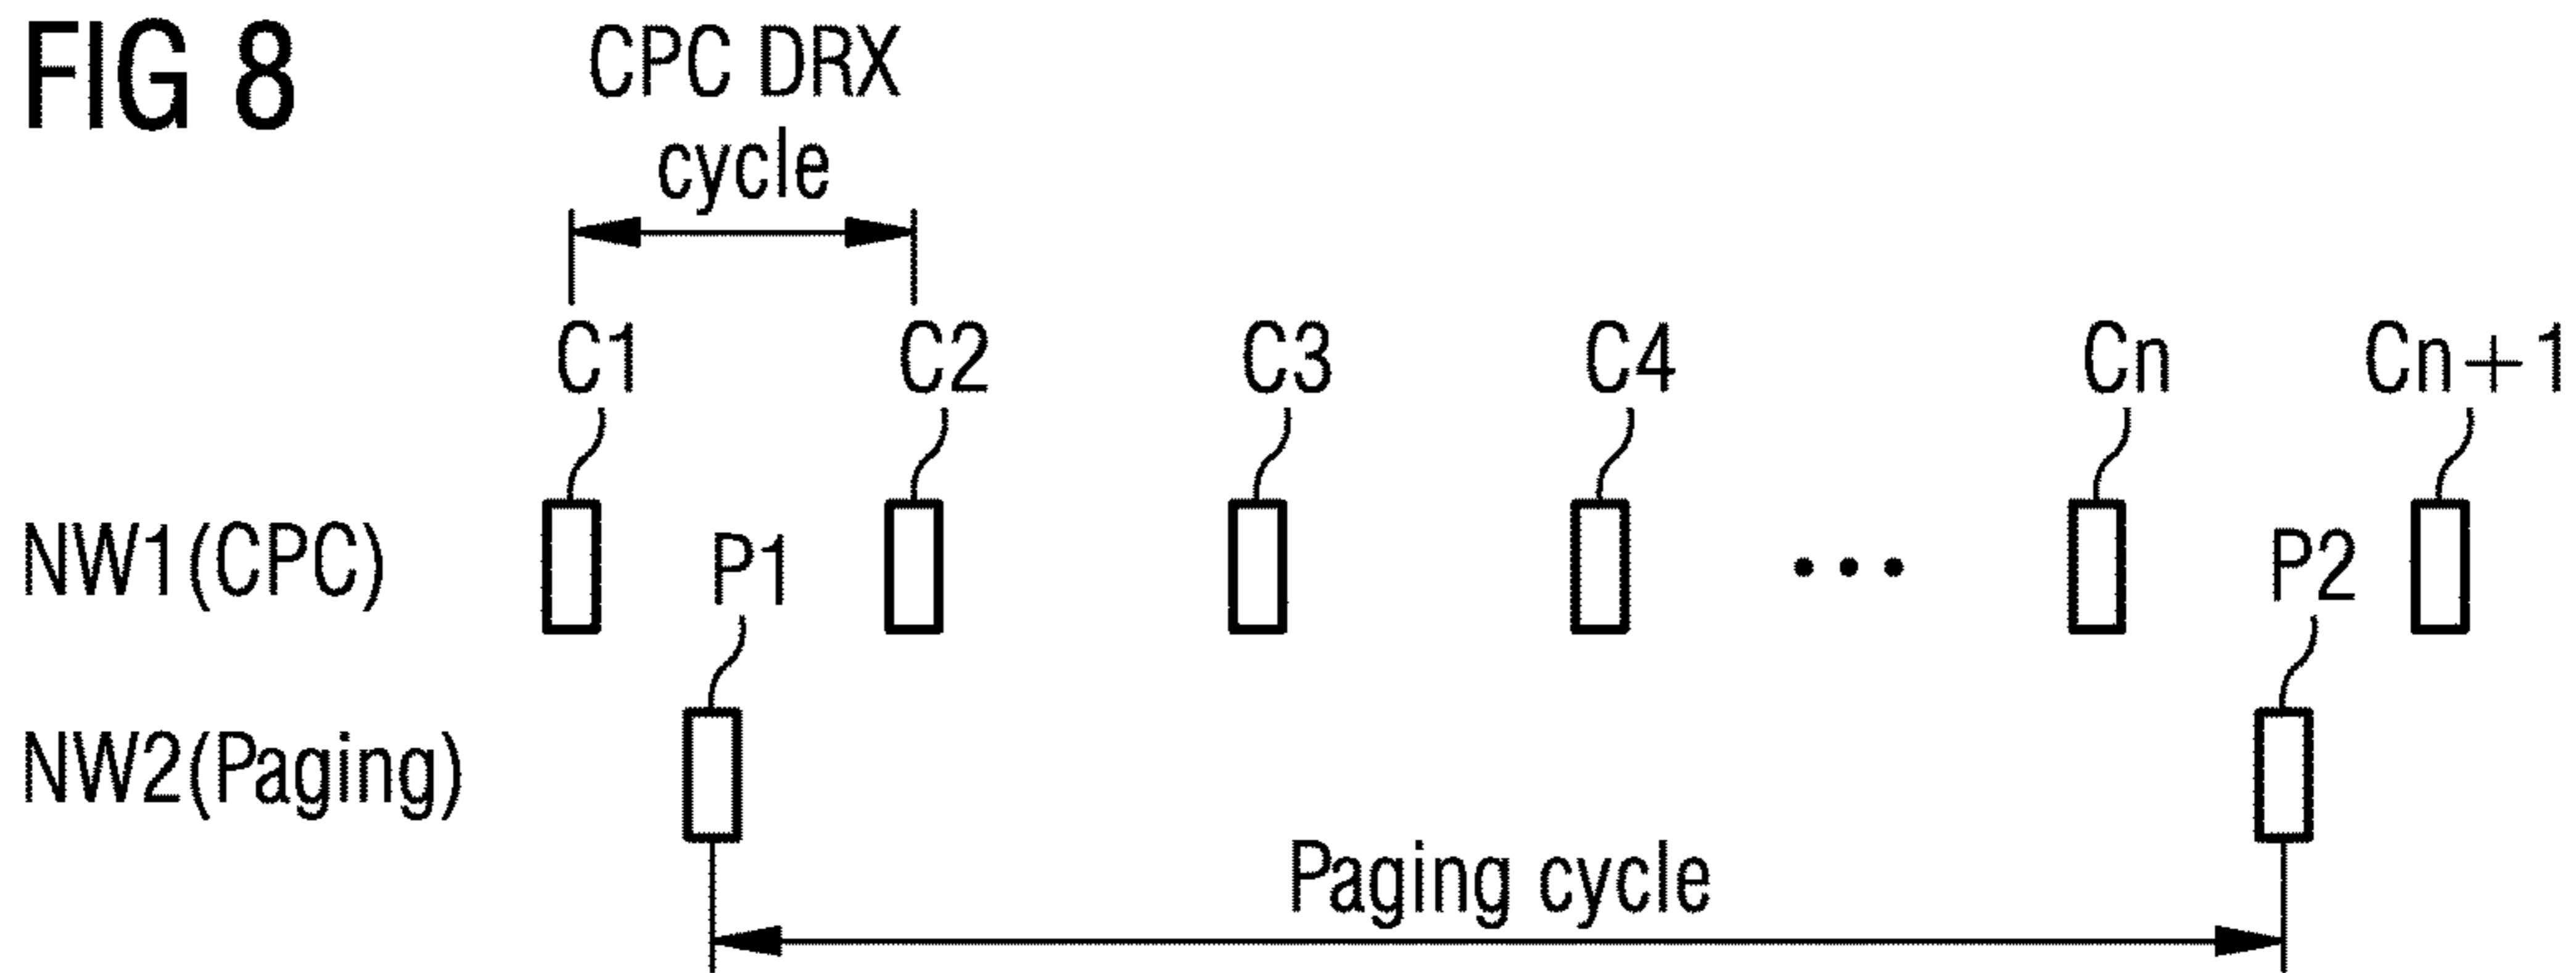 FIG 8
CPC DRX
cycle
C1 C2 C3 C4 Cn Cn+1
NW1(CPC) P1 ••• P2
NW2(Paging)
Paging cycle